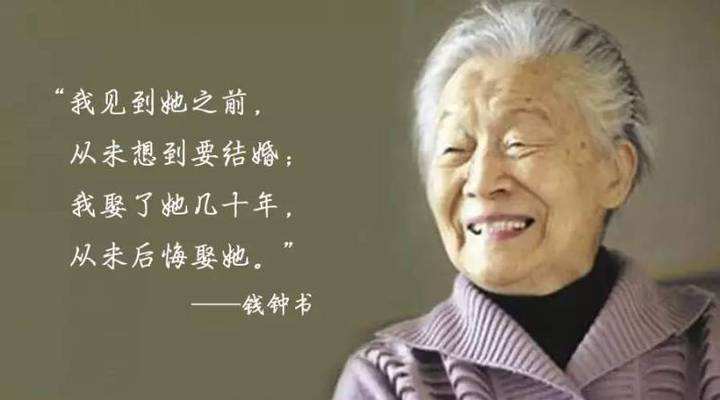 “我见到她之前，
从未想到要结婚；
我娶了她几十年，
从未后悔娶她。”
——钱钟书